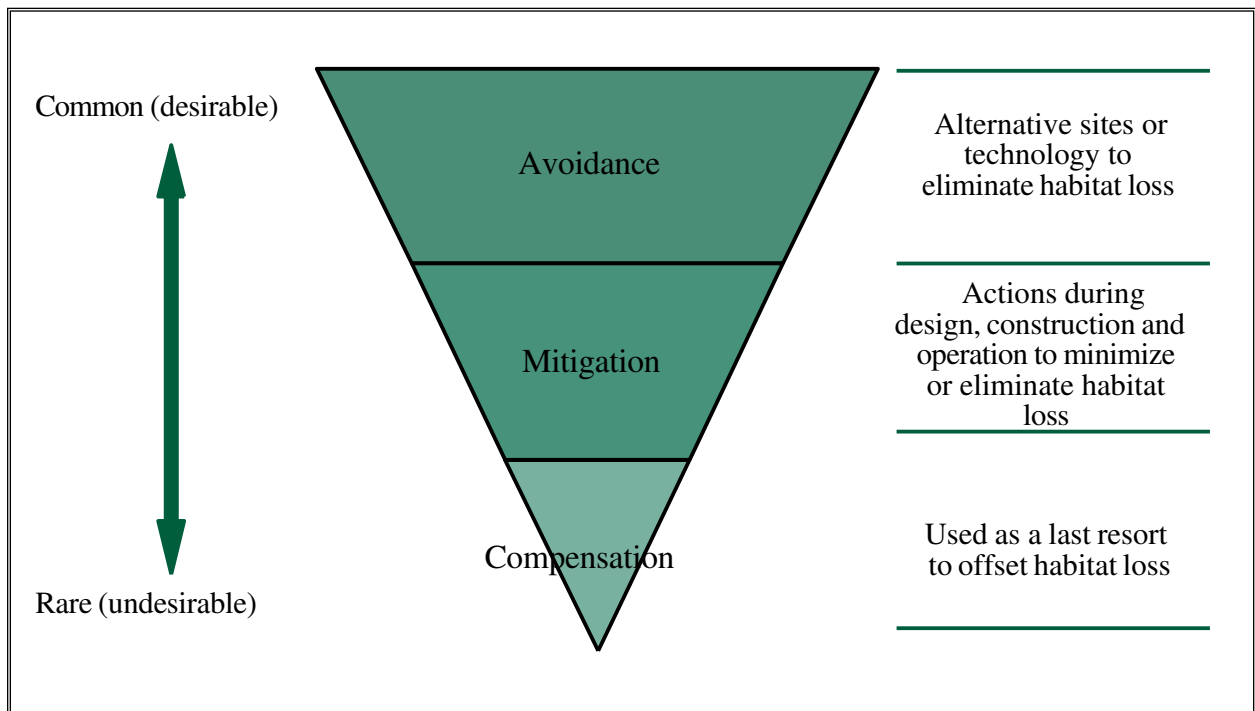 Common (desirable)
Avoidance
Alternative sites or
technology to
eliminate habitat loss
Mitigation
Actions during
design, construction and
operation to minimize
or eliminate habitat
loss
Compensation
Used as a last resort
to offset habitat loss
Rare (undesirable)